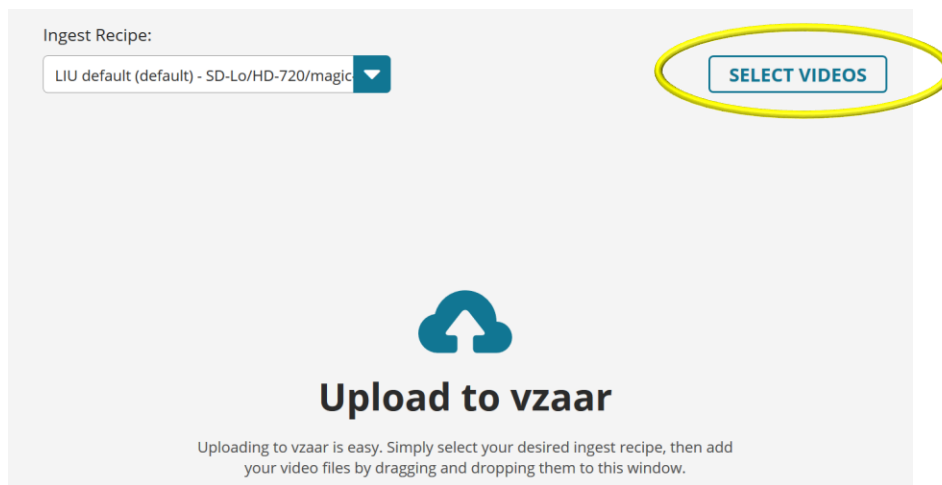 Ingest Recipe:
LIU default (default) - SD-Lo/HD-720/magic-
SELECT VIDEOS
Upload to vzaar
Uploading to vzaar is easy. Simply select your desired ingest recipe, then add
your video files by dragging and dropping them to this window.